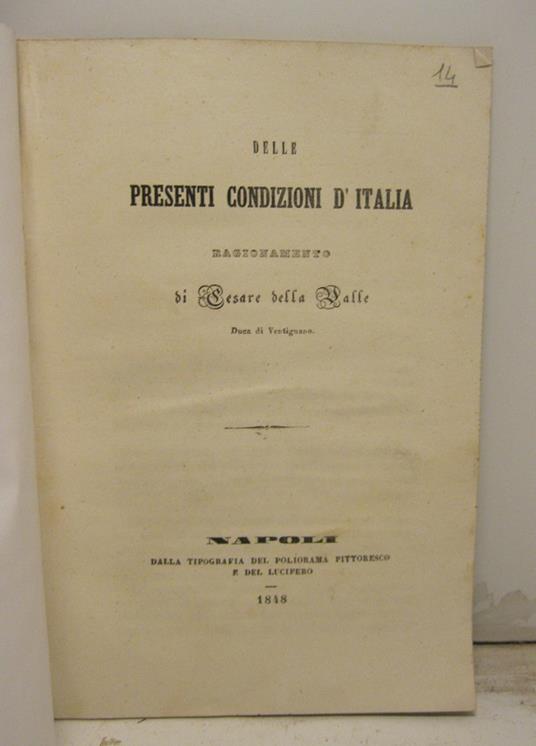 14
DELLE
PRESENTI CONDIZIONI D' ITALIA
RAGIONAMENTO
di Cesare della Valle
Duca di Ventignano.
NAPOLI
DALLA TIPOGRAFIA DEL POLIORAMA PITTORESCO
E DEL LUCIFERO
1848